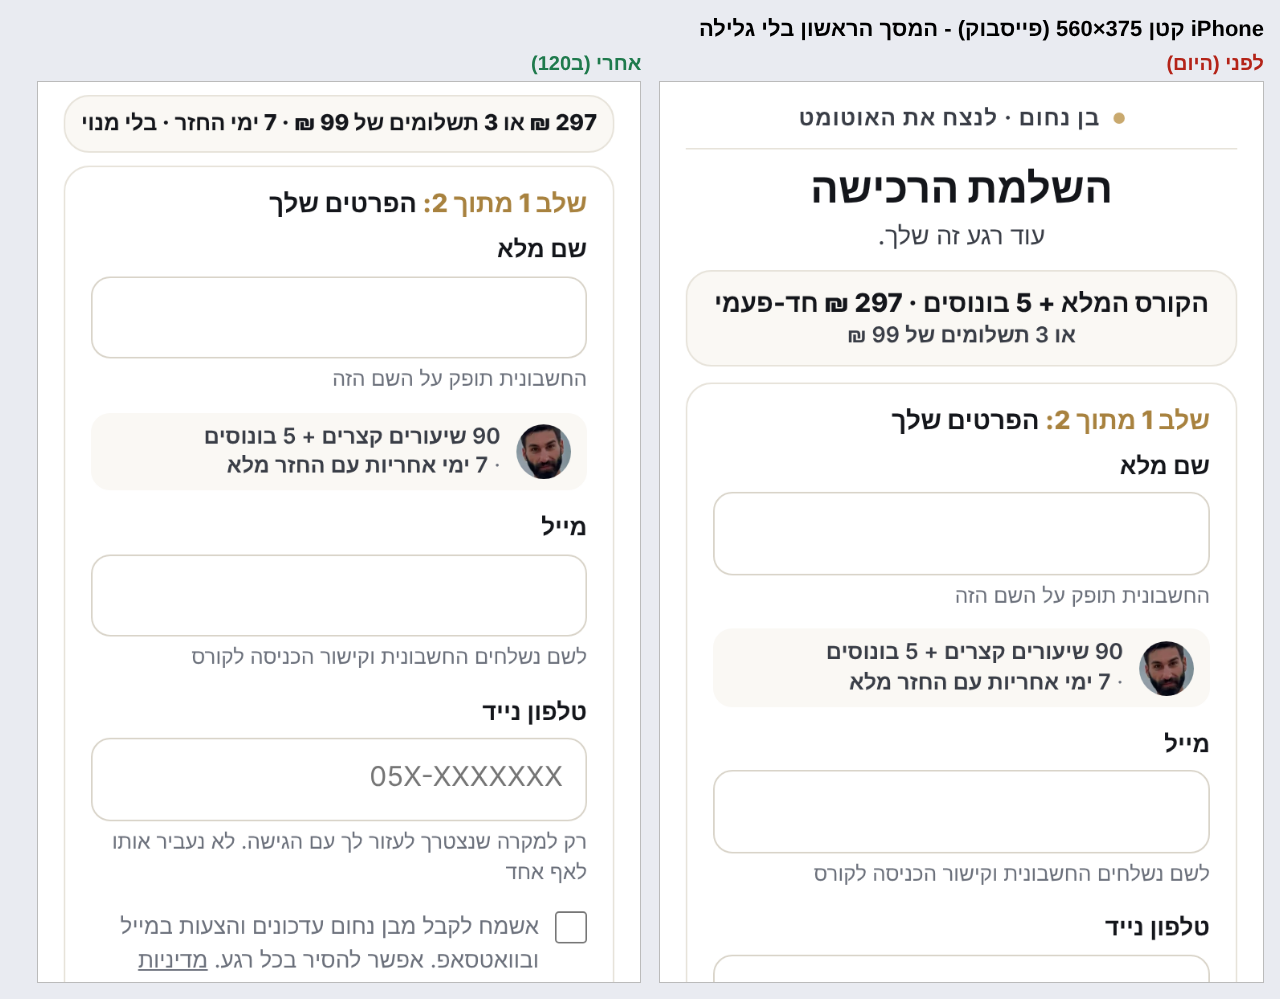 iPhone קטן 375×560 (פייסבוק) - המסך הראשון בלי גלילה
לפני (היום)
בן נחום · לנצח את האוטומט
השלמת הרכישה
עוד רגע זה שלך.
הקורס המלא + 5 בונוסים · 297 ₪ חד-פעמי
או 3 תשלומים של 99 ₪
שלב 1 מתוך 2: הפרטים שלך
שם מלא
החשבונית תופק על השם הזה
90 שיעורים קצרים + 5 בונוסים
· 7 ימי אחריות עם החזר מלא
מייל
לשם נשלחים החשבונית וקישור הכניסה לקורס
טלפון נייד
אחרי (ב120)
297 ₪ או 3 תשלומים של 99 ₪ · 7 ימי החזר · בלי מנוי
שלב 1 מתוך 2: הפרטים שלך
שם מלא
החשבונית תופק על השם הזה
90 שיעורים קצרים + 5 בונוסים
· 7 ימי אחריות עם החזר מלא
מייל
לשם נשלחים החשבונית וקישור הכניסה לקורס
טלפון נייד
05X-XXXXXXX
רק למקרה שנצטרך לעזור לך עם הגישה. לא נעביר אותו
לאף אחד
אשמח לקבל מבן נחום עדכונים והצעות במייל
ובוואטסאפ. אפשר להסיר בכל רגע. מדיניות